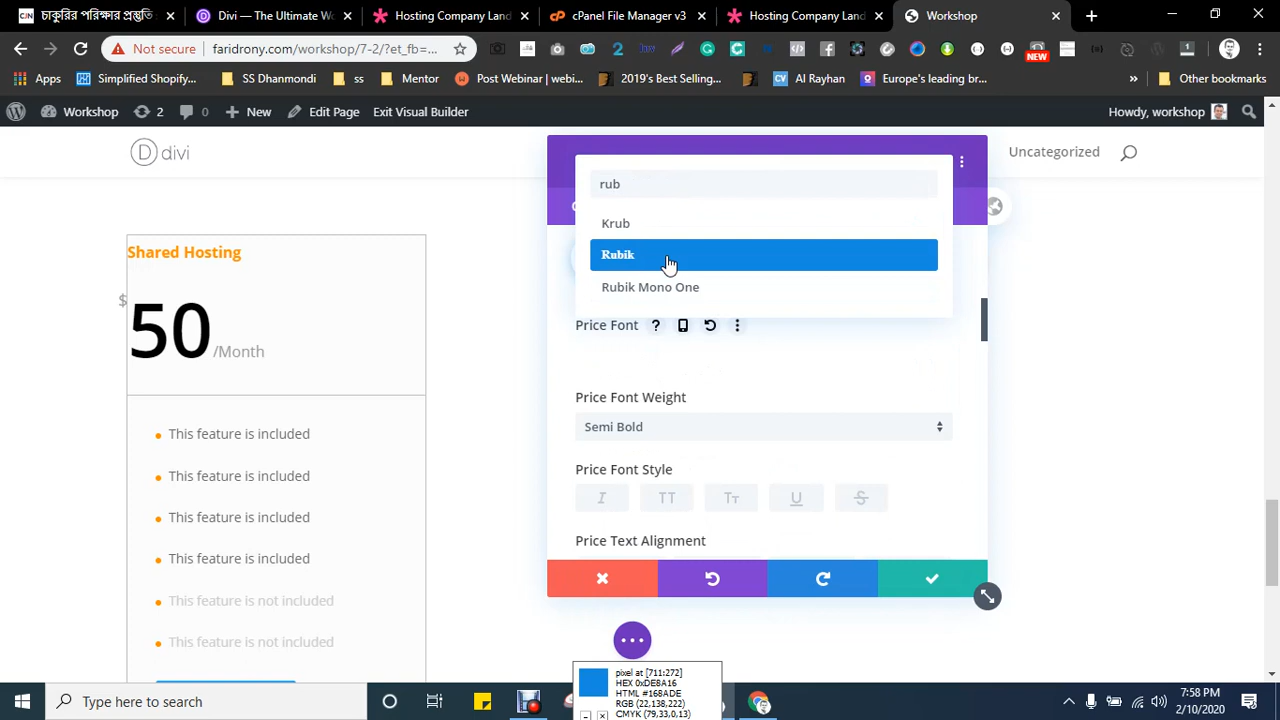 চাকুরির পরিক্ষার প্রস্তুতি
Divi — The Ultimate Wo
Hosting Company Land
cPanel File Manager v3
Hosting Company Land
Workshop
Not secure
faridrony.com/workshop/7-2/?et_fb=...
NEW
Apps
Simplified Shopify...
SS Dhanmondi
ss
Mentor
Post Webinar | webi...
2019's Best Selling...
Al Rayhan
Europe's leading br...
Other bookmarks
Workshop
2
0
New
Edit Page
Exit Visual Builder
Howdy, workshop
divi
Uncategorized
rub
Krub
Rubik
Rubik Mono One
Shared Hosting
$
50
/Month
Price Font
Price Font Weight
Semi Bold
Price Font Style
I
TT
Tт
U
S
Price Text Alignment
This feature is included
This feature is included
This feature is included
This feature is included
This feature is not included
This feature is not included
pixel at [711:272]
HEX 0xDE8A16
HTML #168ADE
RGB (22,138,222)
CMYK (79,33,0,13)
Type here to search
7:58 PM
2/10/2020